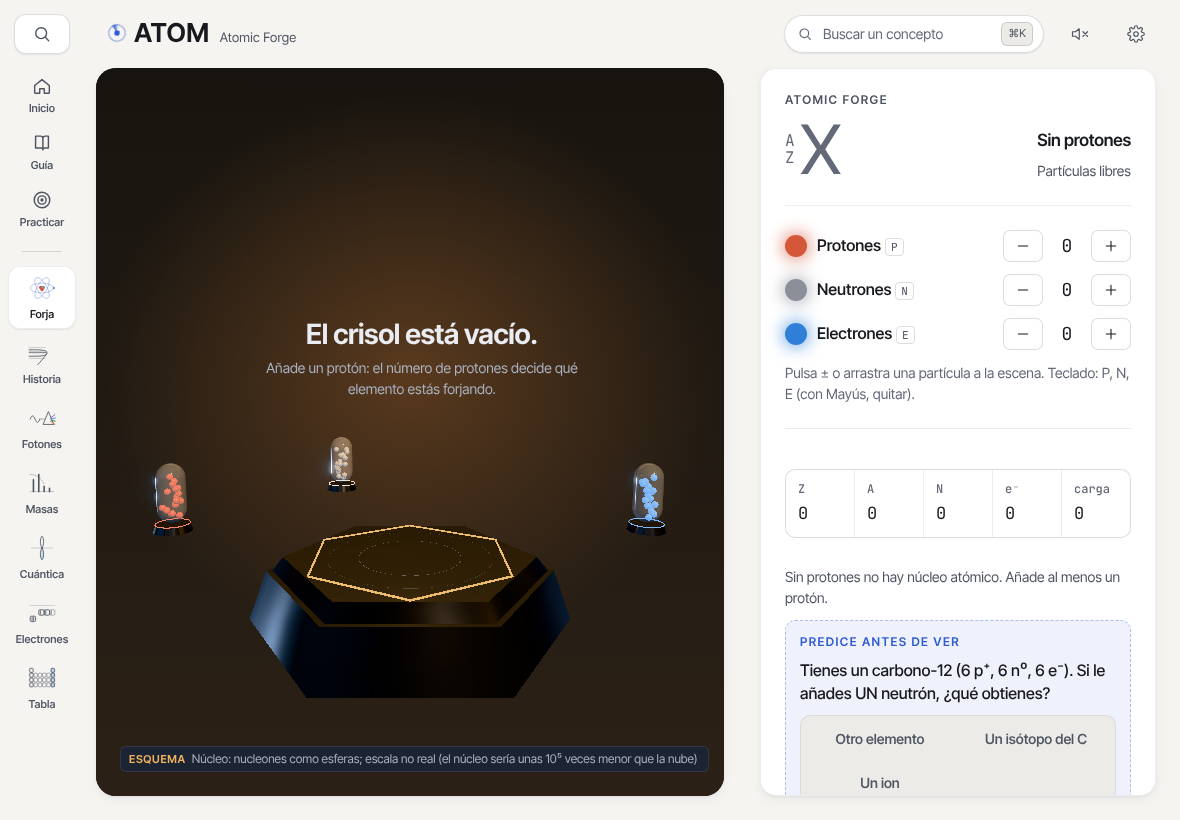 ATOM Atomic Forge
Buscar un concepto ⌘K
Inicio
Guía
Practicar
Forja
Historia
Fotones
Masas
Cuántica
Electrones
Tabla
El crisol está vacío.
Añade un protón: el número de protones decide qué
elemento estás forjando.
ESQUEMA Núcleo: nucleones como esferas; escala no real (el núcleo sería unas 10⁵ veces menor que la nube)
ATOMIC FORGE
A
Z
X
Sin protones
Partículas libres
Protones P − 0 +
Neutrones N − 0 +
Electrones E − 0 +
Pulsa ± o arrastra una partícula a la escena. Teclado: P, N,
E (con Mayús, quitar).
Z A N e⁻ carga
0 0 0 0 0
Sin protones no hay núcleo atómico. Añade al menos un
protón.
PREDICE ANTES DE VER
Tienes un carbono-12 (6 p⁺, 6 n⁰, 6 e⁻). Si le
añades UN neutrón, ¿qué obtienes?
Otro elemento Un isótopo del C
Un ion